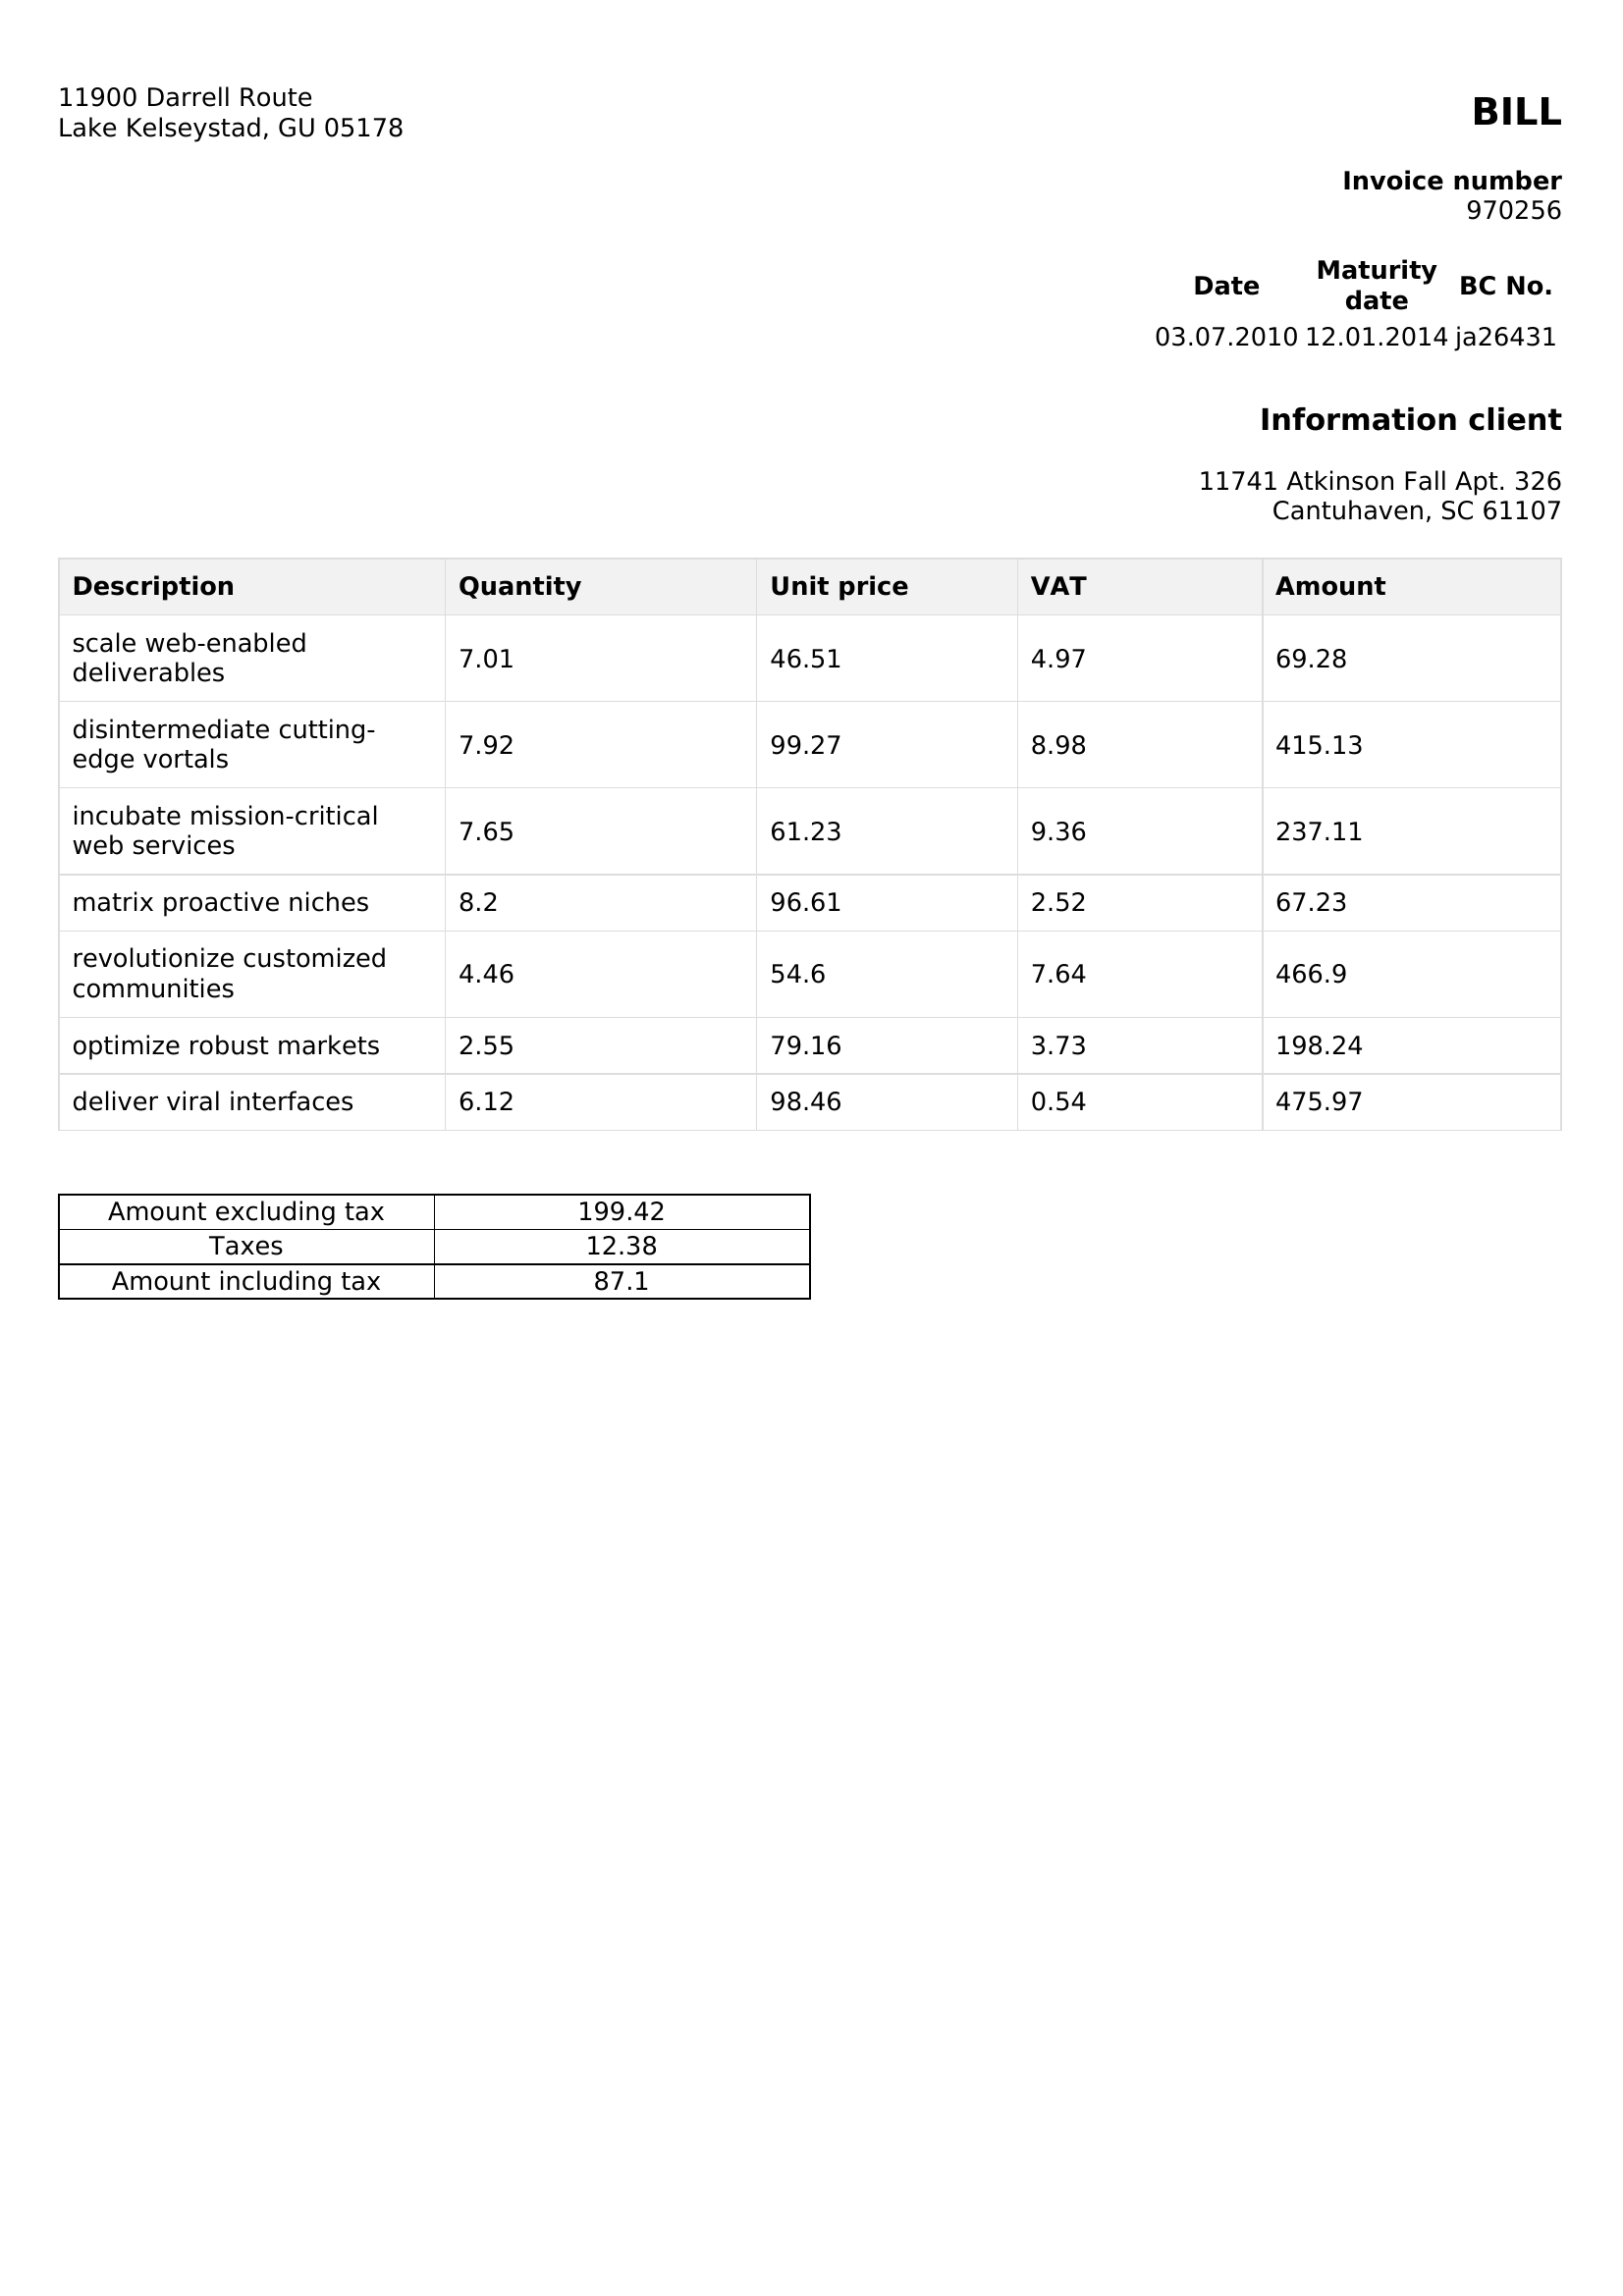 11900 Darrell Route
Lake Kelseystad, GU 05178
BILL
Invoice number
970256
Date Maturity date BC No.
03.07.2010 12.01.2014 ja26431
Information client
11741 Atkinson Fall Apt. 326
Cantuhaven, SC 61107
Description Quantity Unit price VAT Amount
scale web-enabled
deliverables 7.01 46.51 4.97 69.28
disintermediate cutting-
edge vortals 7.92 99.27 8.98 415.13
incubate mission-critical
web services 7.65 61.23 9.36 237.11
matrix proactive niches 8.2 96.61 2.52 67.23
revolutionize customized
communities 4.46 54.6 7.64 466.9
optimize robust markets 2.55 79.16 3.73 198.24
deliver viral interfaces 6.12 98.46 0.54 475.97
Amount excluding tax 199.42
Taxes 12.38
Amount including tax 87.1